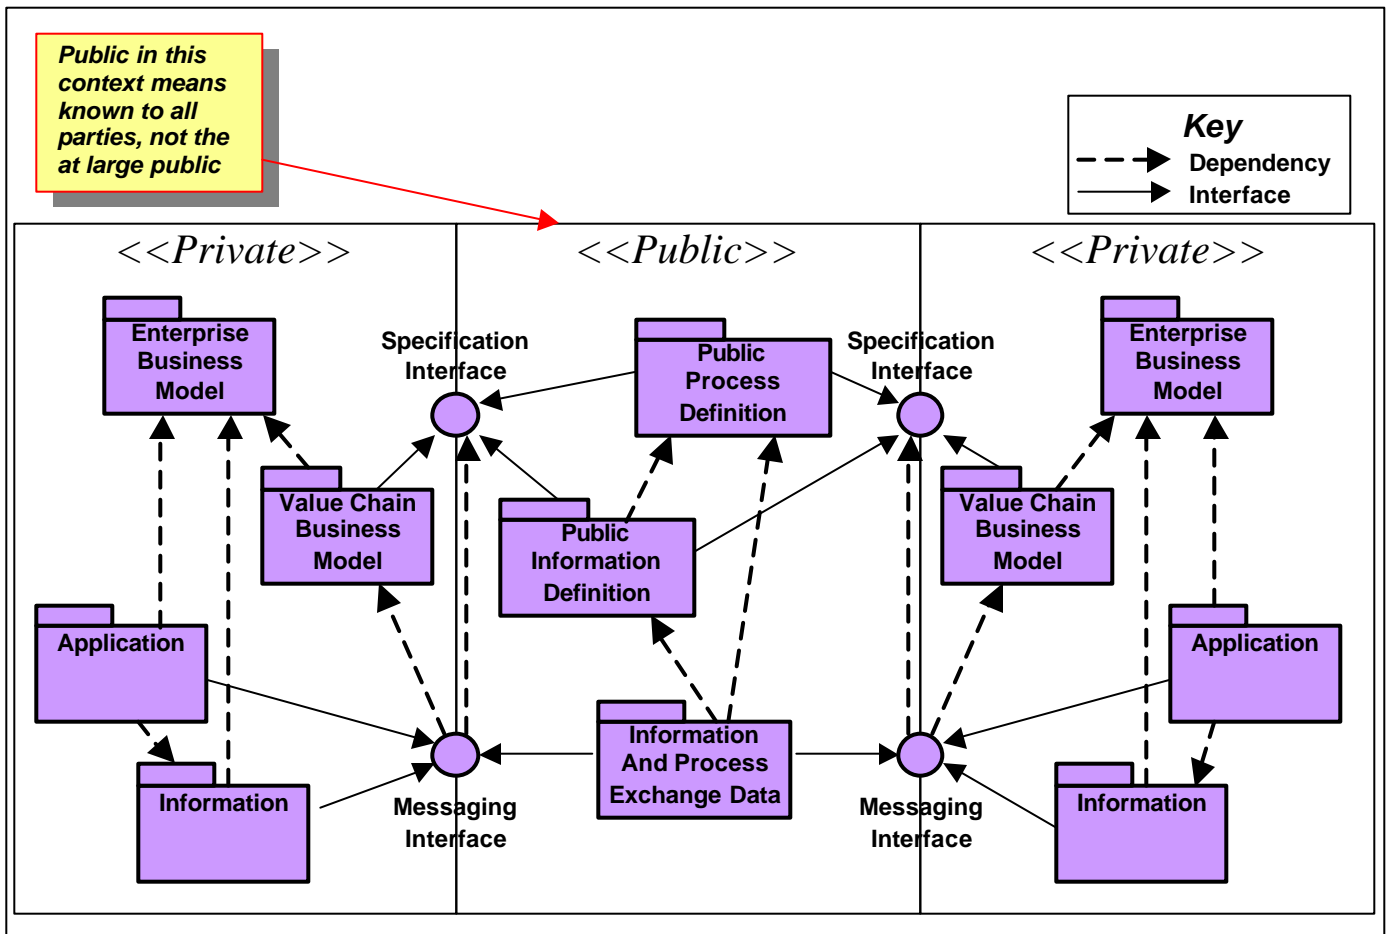 Public in this
context means
known to all
parties, not the
at large public
Key
Dependency
Interface
<<Private>>
<<Public>>
<<Private>>
Enterprise
Business
Model
Specification
Interface
Public
Process
Definition
Specification
Interface
Enterprise
Business
Model
Value Chain
Business
Model
Public
Information
Definition
Value Chain
Business
Model
Application
Application
Information
Information
And Process
Exchange Data
Information
Messaging
Interface
Messaging
Interface